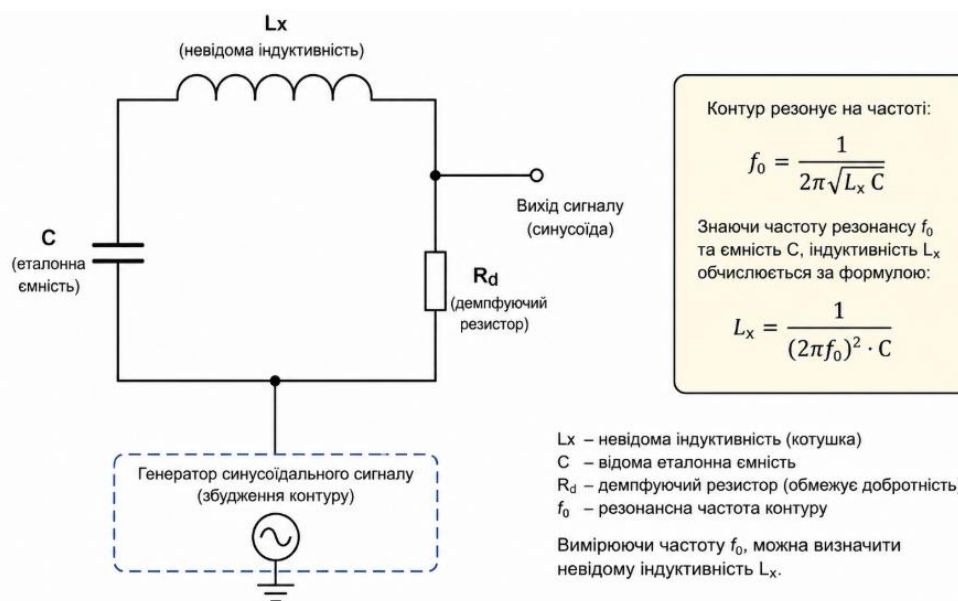 Lx
(невідома індуктивність)
C
(еталонна
ємність)
Вихід сигналу
(синусоїда)
Rd
(демпфуючий
резистор)
Генератор синусоїдального сигналу
(збудження контуру)
Контур резонує на частоті:
f₀ = 1 / (2π√(Lx C))
Знаючи частоту резонансу f₀
та ємність C, індуктивність Lx
обчислюється за формулою:
Lx = 1 / ((2πf₀)² · C)
Lx – невідома індуктивність (котушка)
C – відома еталонна ємність
Rd – демпфуючий резистор (обмежує добротність)
f₀ – резонансна частота контуру
Вимірюючи частоту f₀, можна визначити
невідому індуктивність Lx.